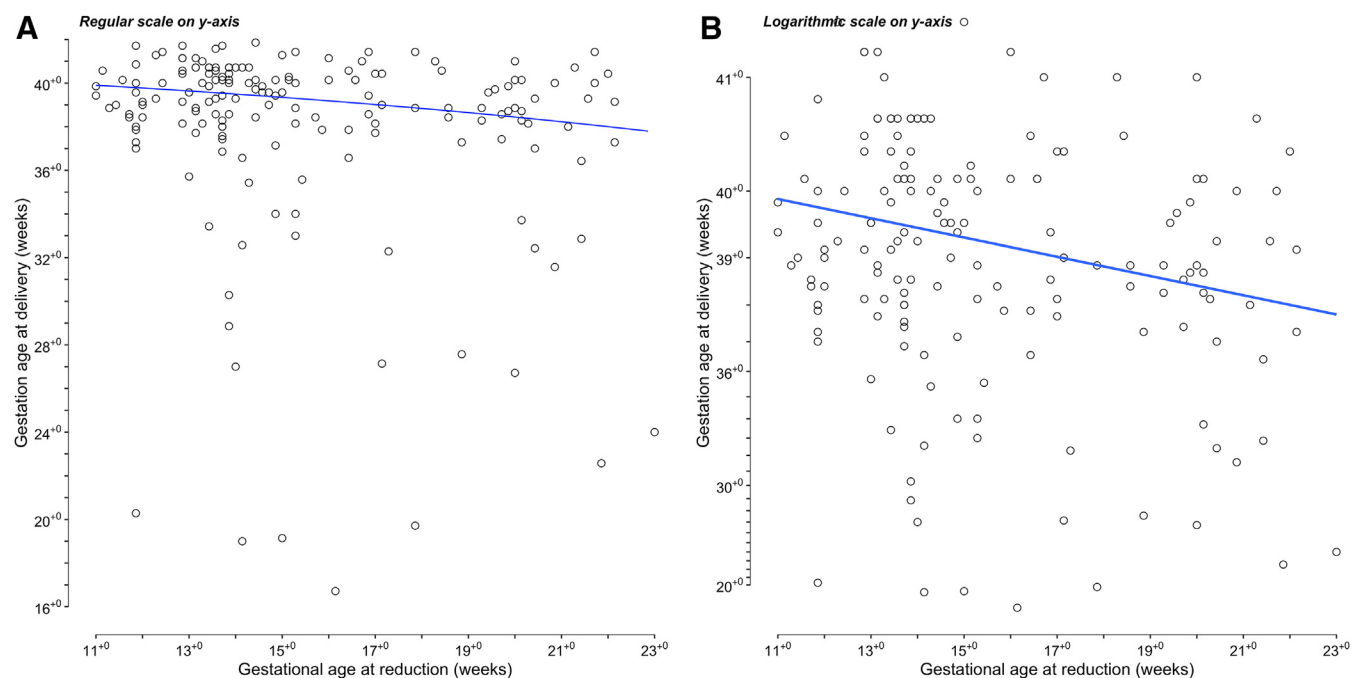 A
Regular scale on y-axis
Gestation age at delivery (weeks)
40⁺⁰
36⁺⁰
32⁺⁰
28⁺⁰
24⁺⁰
20⁺⁰
16⁺⁰
11⁺⁰ 13⁺⁰ 15⁺⁰ 17⁺⁰ 19⁺⁰ 21⁺⁰ 23⁺⁰
Gestational age at reduction (weeks)
B
Logarithmic scale on y-axis
Gestation age at delivery (weeks)
41⁺⁰
40⁺⁰
39⁺⁰
36⁺⁰
30⁺⁰
20⁺⁰
11⁺⁰ 13⁺⁰ 15⁺⁰ 17⁺⁰ 19⁺⁰ 21⁺⁰ 23⁺⁰
Gestational age at reduction (weeks)